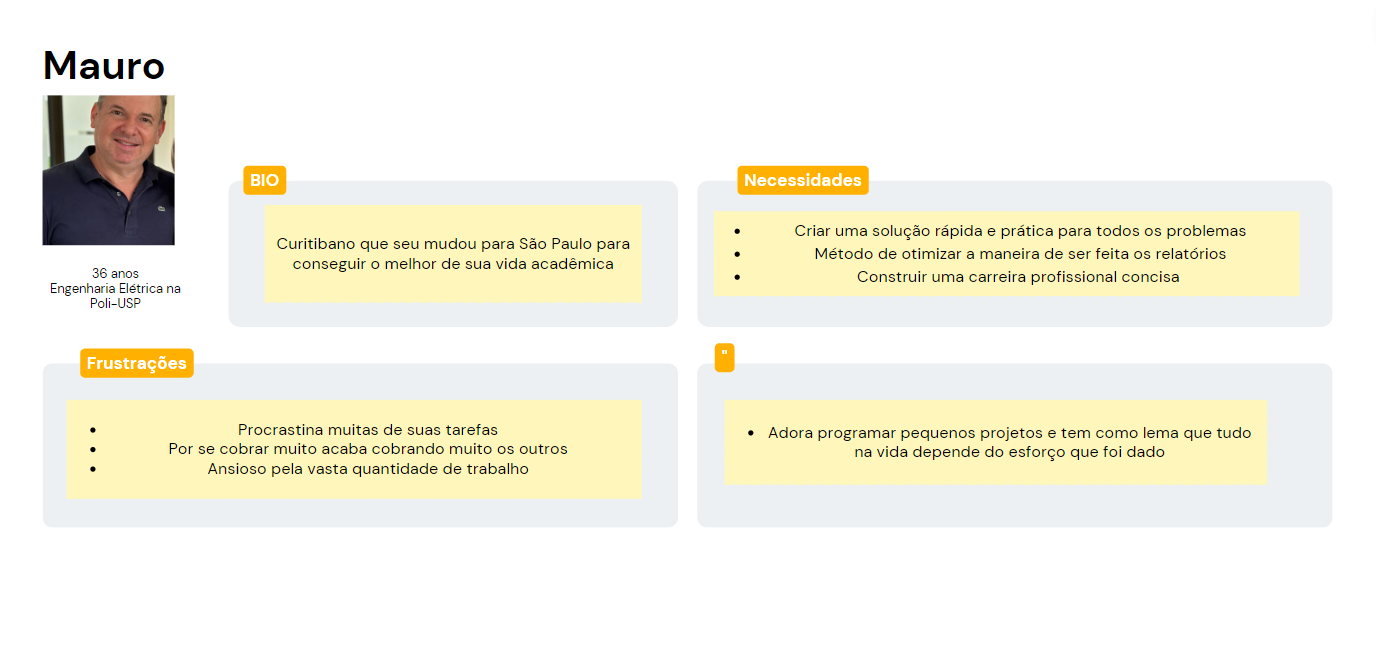 Mauro
36 anos
Engenharia Elétrica na
Poli-USP
BIO
Curitibano que seu mudou para São Paulo para
conseguir o melhor de sua vida acadêmica
Necessidades
• Criar uma solução rápida e prática para todos os problemas
• Método de otimizar a maneira de ser feita os relatórios
• Construir uma carreira profissional concisa
Frustrações
• Procrastina muitas de suas tarefas
• Por se cobrar muito acaba cobrando muito os outros
• Ansioso pela vasta quantidade de trabalho
"
• Adora programar pequenos projetos e tem como lema que tudo
na vida depende do esforço que foi dado